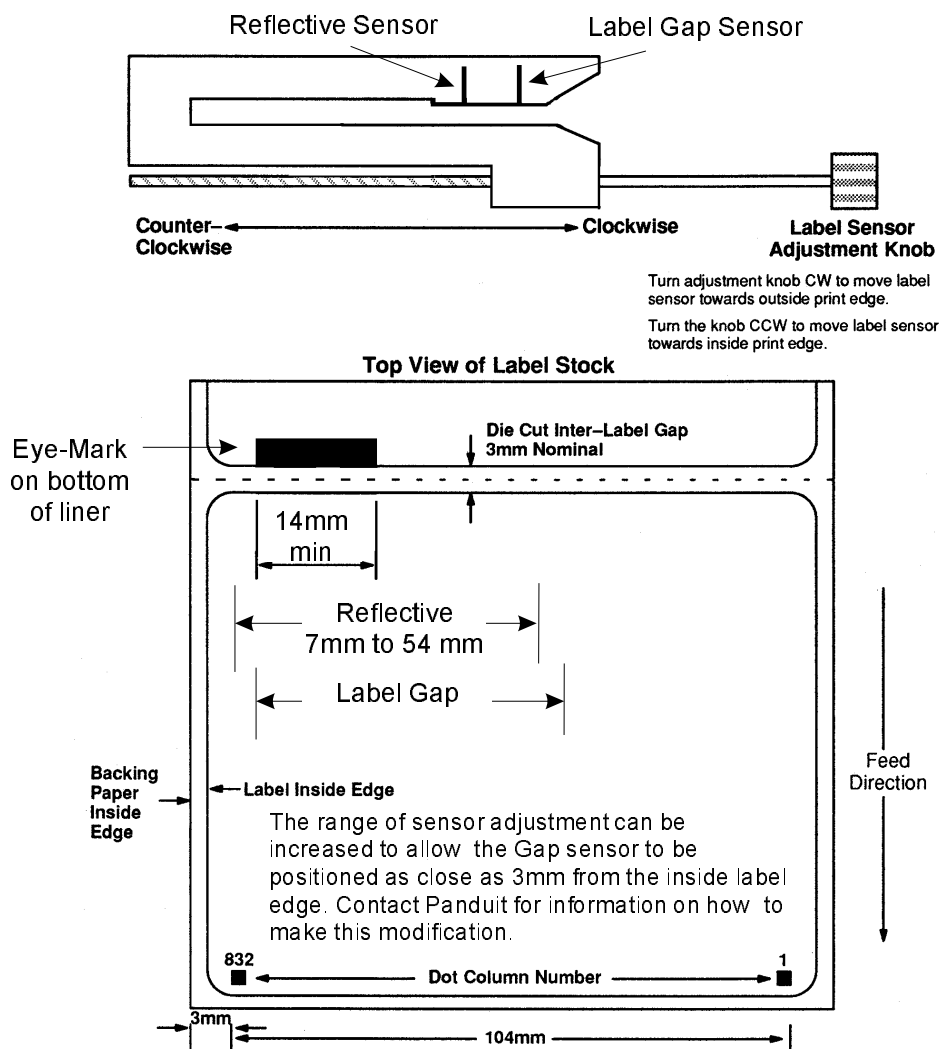 Reflective Sensor
Label Gap Sensor
Counter–
Clockwise
Clockwise
Label Sensor
Adjustment Knob
Turn adjustment knob CW to move label
sensor towards outside print edge.
Turn the knob CCW to move label sensor
towards inside print edge.
Top View of Label Stock
Eye-Mark
on bottom
of liner
Die Cut Inter–Label Gap
3mm Nominal
14mm
min
Reflective
7mm to 54 mm
Label Gap
Feed
Direction
Backing
Paper
Inside
Edge
Label Inside Edge
The range of sensor adjustment can be
increased to allow the Gap sensor to be
positioned as close as 3mm from the inside label
edge. Contact Panduit for information on how to
make this modification.
832
1
Dot Column Number
3mm
104mm